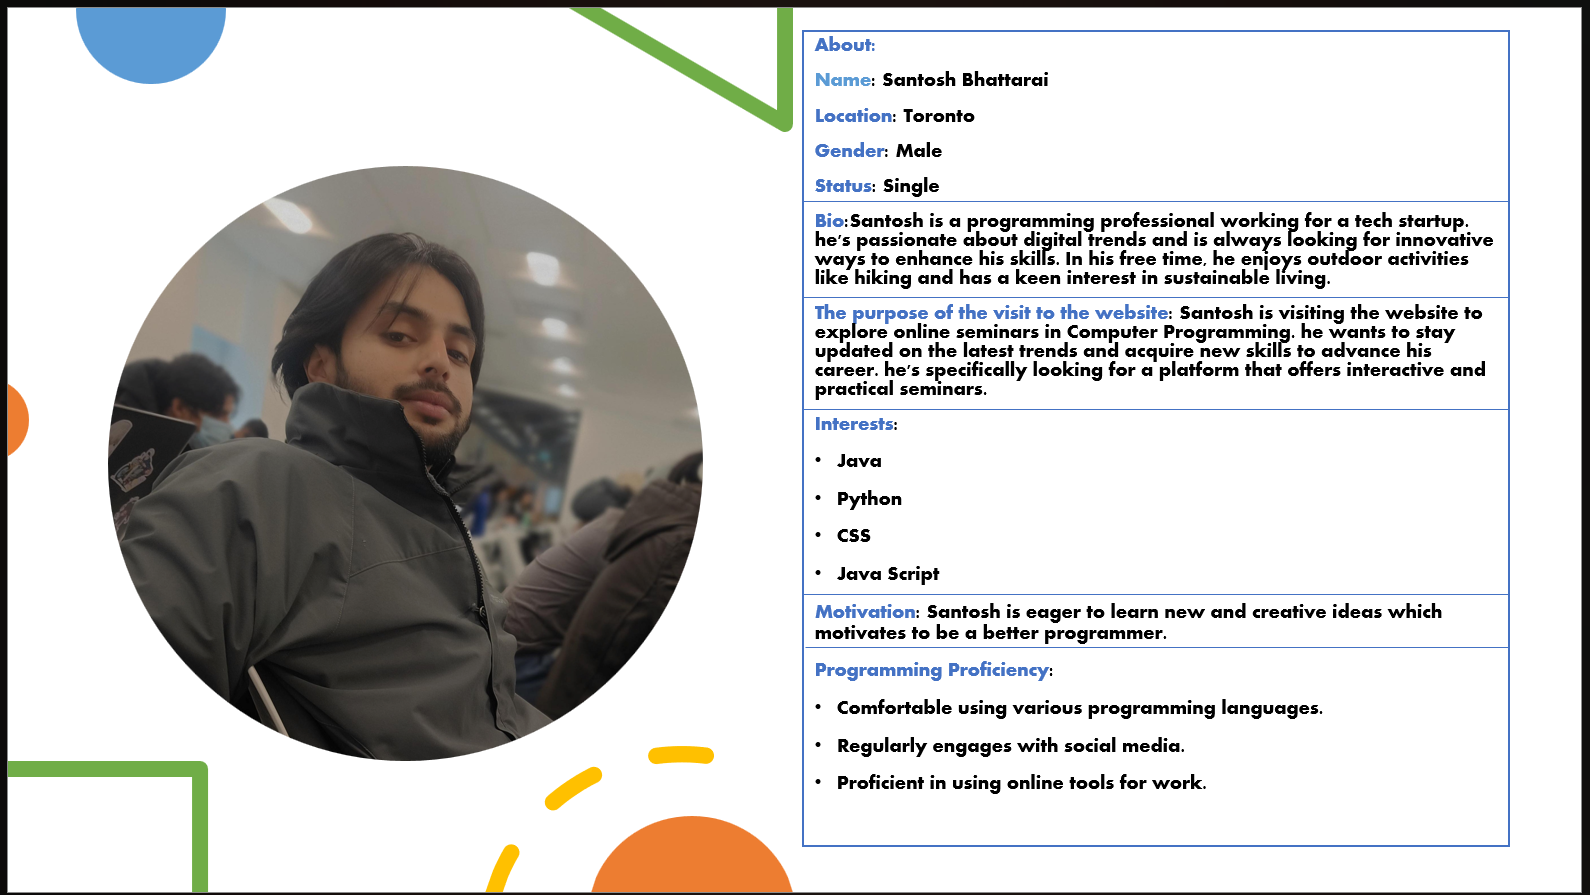 About:
Name: Santosh Bhattarai
Location: Toronto
Gender: Male
Status: Single
Bio:Santosh is a programming professional working for a tech startup.
he's passionate about digital trends and is always looking for innovative
ways to enhance his skills. In his free time, he enjoys outdoor activities
like hiking and has a keen interest in sustainable living.
The purpose of the visit to the website: Santosh is visiting the website to
explore online seminars in Computer Programming. he wants to stay
updated on the latest trends and acquire new skills to advance his
career. he's specifically looking for a platform that offers interactive and
practical seminars.
Interests:
• Java
• Python
• CSS
• Java Script
Motivation: Santosh is eager to learn new and creative ideas which
motivates to be a better programmer.
Programming Proficiency:
• Comfortable using various programming languages.
• Regularly engages with social media.
• Proficient in using online tools for work.